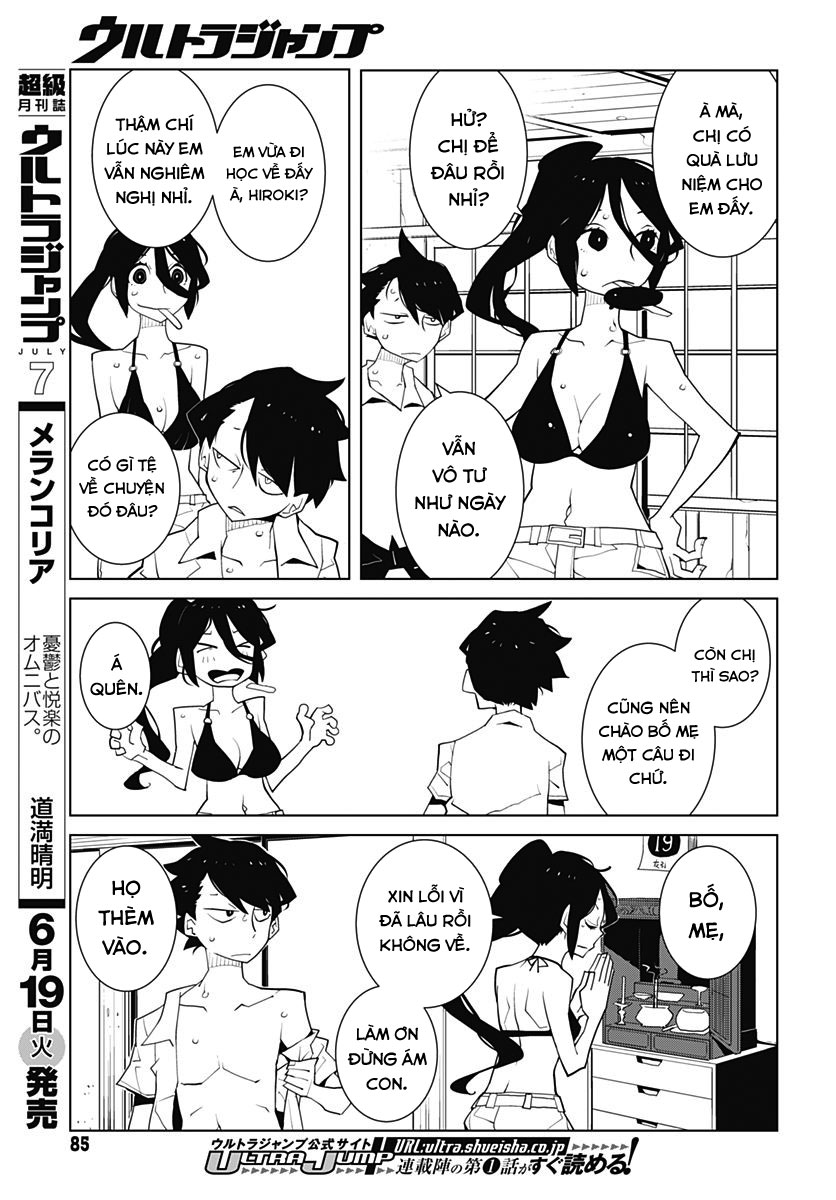 ウルトラジャンプ
超級
月刊誌
ウルトラジャンプ
JULY
7
メランコリア
憂鬱と悦楽の
オムニバス。
道満晴明
6月19日火発売
À MÀ,
CHỊ CÓ
QUÀ LƯU
NIỆM CHO
EM ĐẤY.
HỬ?
CHỊ ĐỂ
ĐÂU RỒI
NHỈ?
VẪN
VÔ TƯ
NHƯ NGÀY
NÀO.
EM VỪA ĐI
HỌC VỀ ĐẤY
À, HIROKI?
THẬM CHÍ
LÚC NÀY EM
VẪN NGHIÊM
NGHỊ NHỈ.
CÓ GÌ TỆ
VỀ CHUYỆN
ĐÓ ĐÂU?
CÒN CHỊ
THÌ SAO?
CŨNG NÊN
CHÀO BỐ MẸ
MỘT CÂU ĐI
CHỨ.
Á
QUÊN.
19
BỐ,
MẸ,
XIN LỖI VÌ
ĐÃ LÂU RỒI
KHÔNG VỀ.
LÀM ƠN
ĐỪNG ÁM
CON.
HỌ
THÈM
VÀO.
85
ウルトラジャンプ公式サイト
ULTRA JUMP
URL:ultra.shueisha.co.jp
連載陣の第1話がすぐ読める!